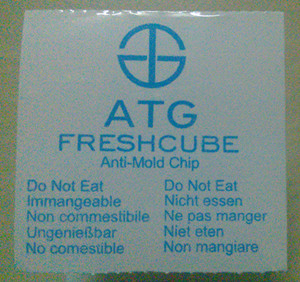 ATG
FRESHCUBE
Anti-Mold Chip
Do Not Eat
Immangeable
Non commestibile
Ungenießbar
No comestible
Do Not Eat
Nicht essen
Ne pas manger
Niet eten
Non mangiare